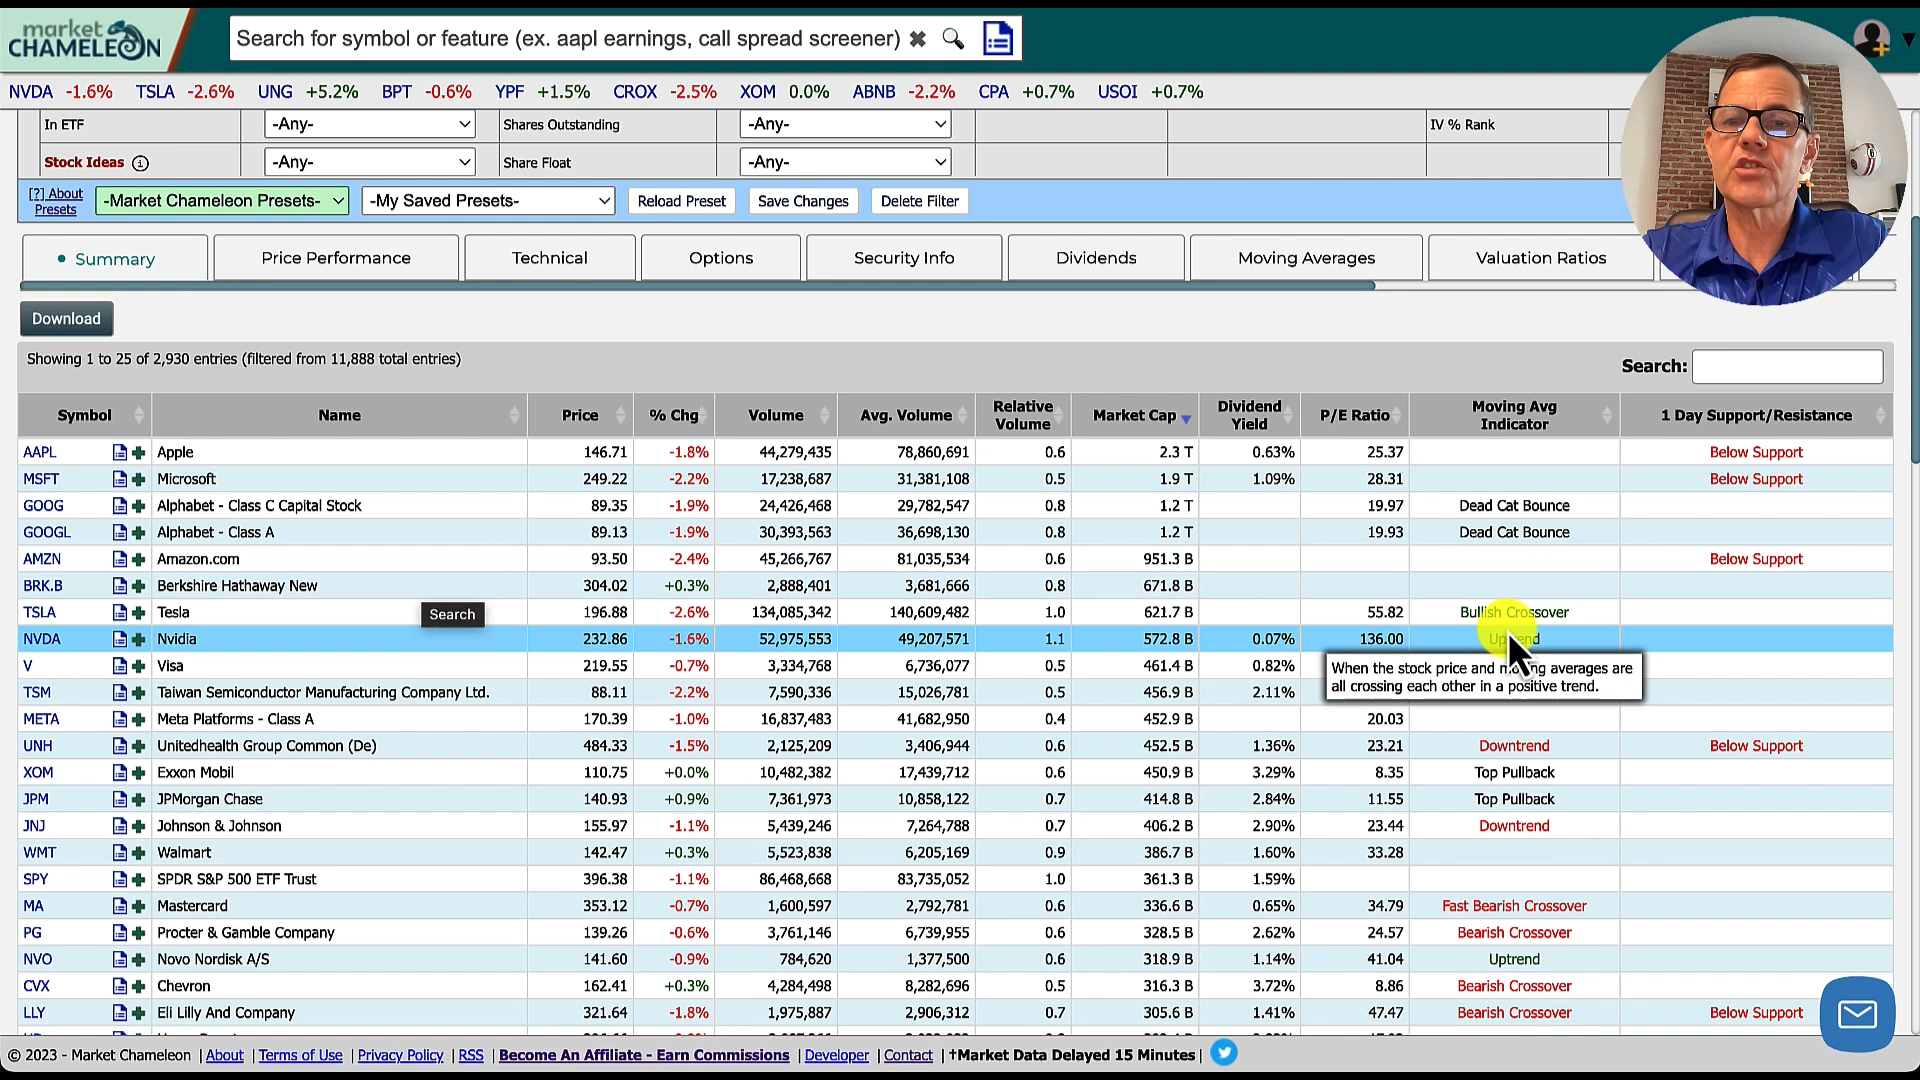 market
CHAMELEON
Search for symbol or feature (ex. aapl earnings, call spread screener)
NVDA -1.6% TSLA -2.6% UNG +5.2% BPT -0.6% YPF +1.5% CROX -2.5% XOM 0.0% ABNB -2.2% CPA +0.7% USOI +0.7%
In ETF -Any- Shares Outstanding -Any- IV % Rank
Stock Ideas -Any- Share Float -Any-
[?] About Presets -Market Chameleon Presets- -My Saved Presets- Reload Preset Save Changes Delete Filter
Summary Price Performance Technical Options Security Info Dividends Moving Averages Valuation Ratios
Download
Showing 1 to 25 of 2,930 entries (filtered from 11,888 total entries) Search:
Symbol Name Price % Chg Volume Avg. Volume Relative Volume Market Cap Dividend Yield P/E Ratio Moving Avg Indicator 1 Day Support/Resistance
AAPL Apple 146.71 -1.8% 44,279,435 78,860,691 0.6 2.3 T 0.63% 25.37 Below Support
MSFT Microsoft 249.22 -2.2% 17,238,687 31,381,108 0.5 1.9 T 1.09% 28.31 Below Support
GOOG Alphabet - Class C Capital Stock 89.35 -1.9% 24,426,468 29,782,547 0.8 1.2 T 19.97 Dead Cat Bounce
GOOGL Alphabet - Class A 89.13 -1.9% 30,393,563 36,698,130 0.8 1.2 T 19.93 Dead Cat Bounce
AMZN Amazon.com 93.50 -2.4% 45,266,767 81,035,534 0.6 951.3 B Below Support
BRK.B Berkshire Hathaway New 304.02 +0.3% 2,888,401 3,681,666 0.8 671.8 B
TSLA Tesla Search 196.88 -2.6% 134,085,342 140,609,482 1.0 621.7 B 55.82 Bullish Crossover
NVDA Nvidia 232.86 -1.6% 52,975,553 49,207,571 1.1 572.8 B 0.07% 136.00 Uptrend
V Visa 219.55 -0.7% 3,334,768 6,736,077 0.5 461.4 B 0.82% When the stock price and moving averages are
TSM Taiwan Semiconductor Manufacturing Company Ltd. 88.11 -2.2% 7,590,336 15,026,781 0.5 456.9 B 2.11% all crossing each other in a positive trend.
META Meta Platforms - Class A 170.39 -1.0% 16,837,483 41,682,950 0.4 452.9 B 20.03
UNH Unitedhealth Group Common (De) 484.33 -1.5% 2,125,209 3,406,944 0.6 452.5 B 1.36% 23.21 Downtrend Below Support
XOM Exxon Mobil 110.75 +0.0% 10,482,382 17,439,712 0.6 450.9 B 3.29% 8.35 Top Pullback
JPM JPMorgan Chase 140.93 +0.9% 7,361,973 10,858,122 0.7 414.8 B 2.84% 11.55 Top Pullback
JNJ Johnson & Johnson 155.97 -1.1% 5,439,246 7,264,788 0.7 406.2 B 2.90% 23.44 Downtrend
WMT Walmart 142.47 +0.3% 5,523,838 6,205,169 0.9 386.7 B 1.60% 33.28
SPY SPDR S&P 500 ETF Trust 396.38 -1.1% 86,468,668 83,735,052 1.0 361.3 B 1.59%
MA Mastercard 353.12 -0.7% 1,600,597 2,792,781 0.6 336.6 B 0.65% 34.79 Fast Bearish Crossover
PG Procter & Gamble Company 139.26 -0.6% 3,761,146 6,739,955 0.6 328.5 B 2.62% 24.57 Bearish Crossover
NVO Novo Nordisk A/S 141.60 -0.9% 784,620 1,377,500 0.6 318.9 B 1.14% 41.04 Uptrend
CVX Chevron 162.41 +0.3% 4,284,498 8,282,696 0.5 316.3 B 3.72% 8.86 Bearish Crossover
LLY Eli Lilly And Company 321.64 -1.8% 1,975,887 2,906,312 0.7 305.6 B 1.41% 47.47 Bearish Crossover Below Support
© 2023 - Market Chameleon | About | Terms of Use | Privacy Policy | RSS | Become An Affiliate - Earn Commissions | Developer | Contact | †Market Data Delayed 15 Minutes |